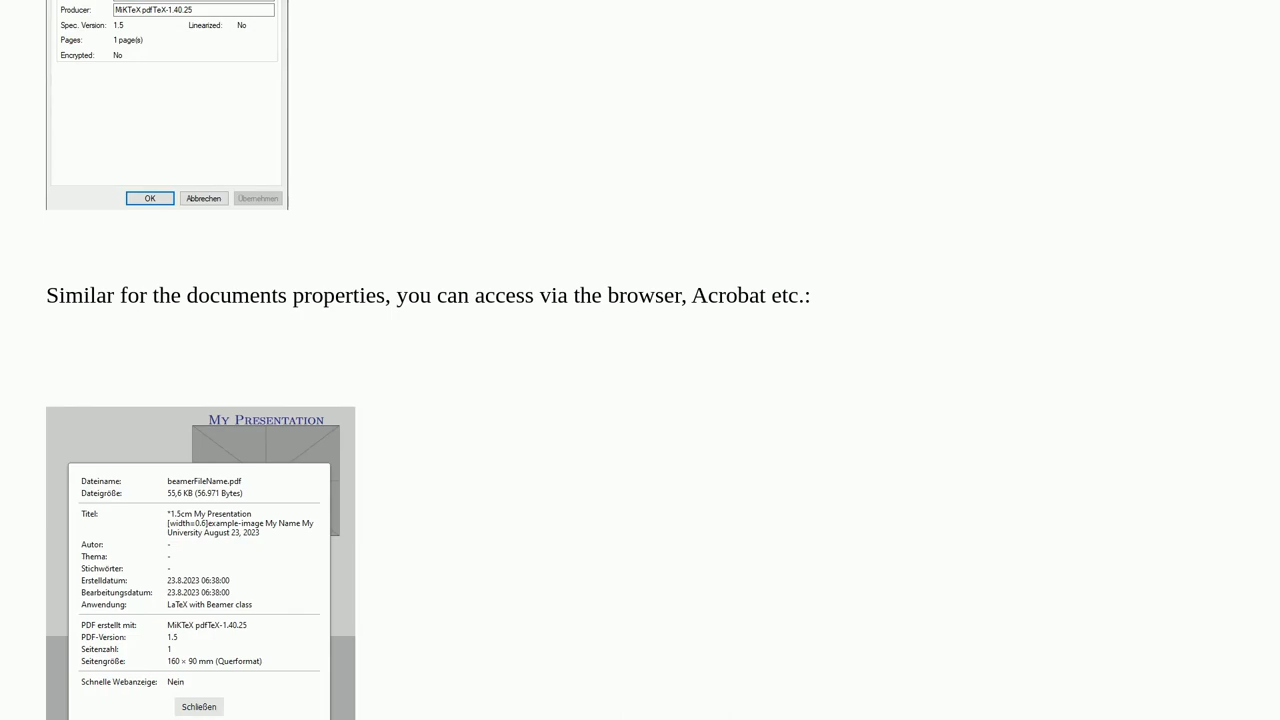 Producer: MiKTeX pdfTeX-1.40.25
Spec. Version: 1.5 Linearized: No
Pages: 1 page(s)
Encrypted: No
OK Abbrechen Übernehmen
Similar for the documents properties, you can access via the browser, Acrobat etc.:
My Presentation
Dateiname: beamerFileName.pdf
Dateigröße: 55,6 KB (56.971 Bytes)
Titel: *1.5cm My Presentation
[width=0.6]example-image My Name My
University August 23, 2023
Autor: -
Thema: -
Stichwörter: -
Erstelldatum: 23.8.2023 06:38:00
Bearbeitungsdatum: 23.8.2023 06:38:00
Anwendung: LaTeX with Beamer class
PDF erstellt mit: MiKTeX pdfTeX-1.40.25
PDF-Version: 1.5
Seitenzahl: 1
Seitengröße: 160 × 90 mm (Querformat)
Schnelle Webanzeige: Nein
Schließen